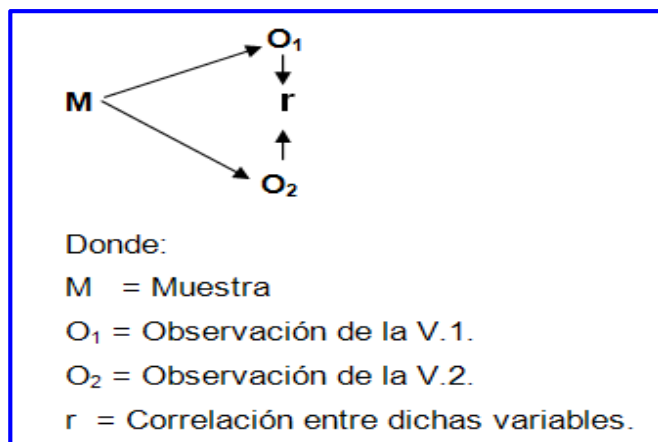 O₁
M
r
O₂
Donde:
M = Muestra
O₁ = Observación de la V.1.
O₂ = Observación de la V.2.
r = Correlación entre dichas variables.